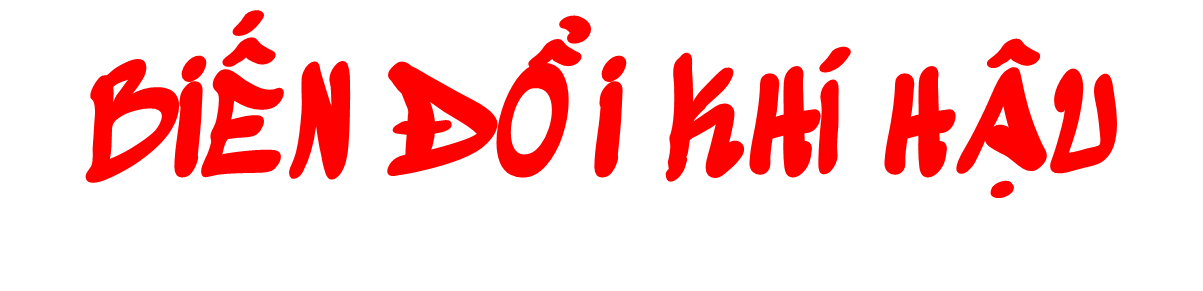 BIẾN ĐỔI KHÍ HẬU